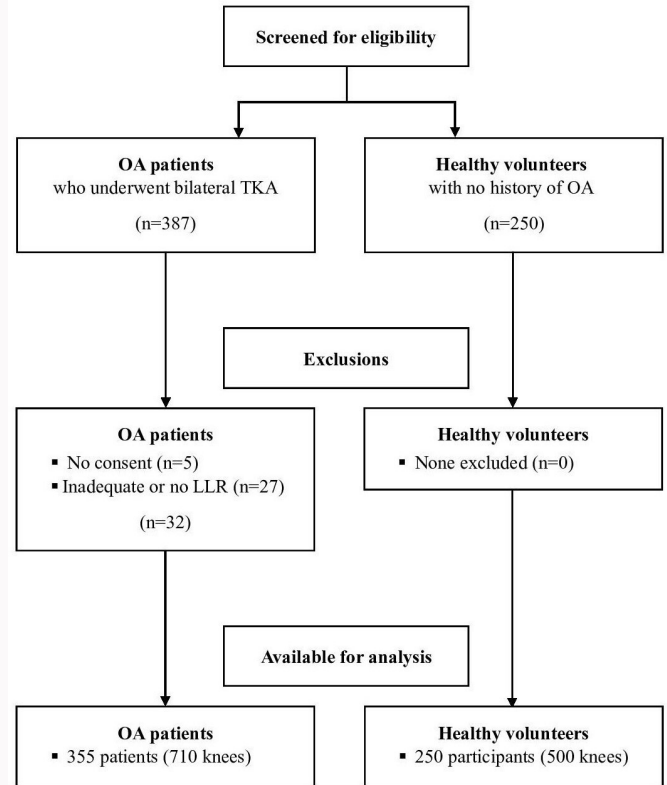 Screened for eligibility
OA patients
who underwent bilateral TKA
(n=387)
Healthy volunteers
with no history of OA
(n=250)
Exclusions
OA patients
▪ No consent (n=5)
▪ Inadequate or no LLR (n=27)
(n=32)
Healthy volunteers
▪ None excluded (n=0)
Available for analysis
OA patients
▪ 355 patients (710 knees)
Healthy volunteers
▪ 250 participants (500 knees)